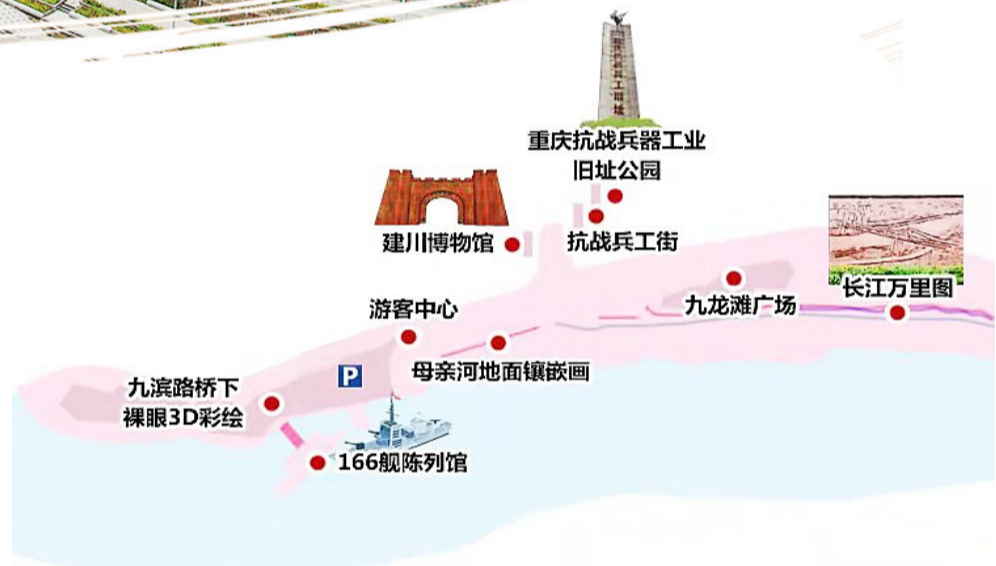 重庆抗战兵器工业
旧址公园
建川博物馆
抗战兵工街
长江万里图
九龙滩广场
游客中心
母亲河地面镶嵌画
P
九滨路桥下
裸眼3D彩绘
166舰陈列馆